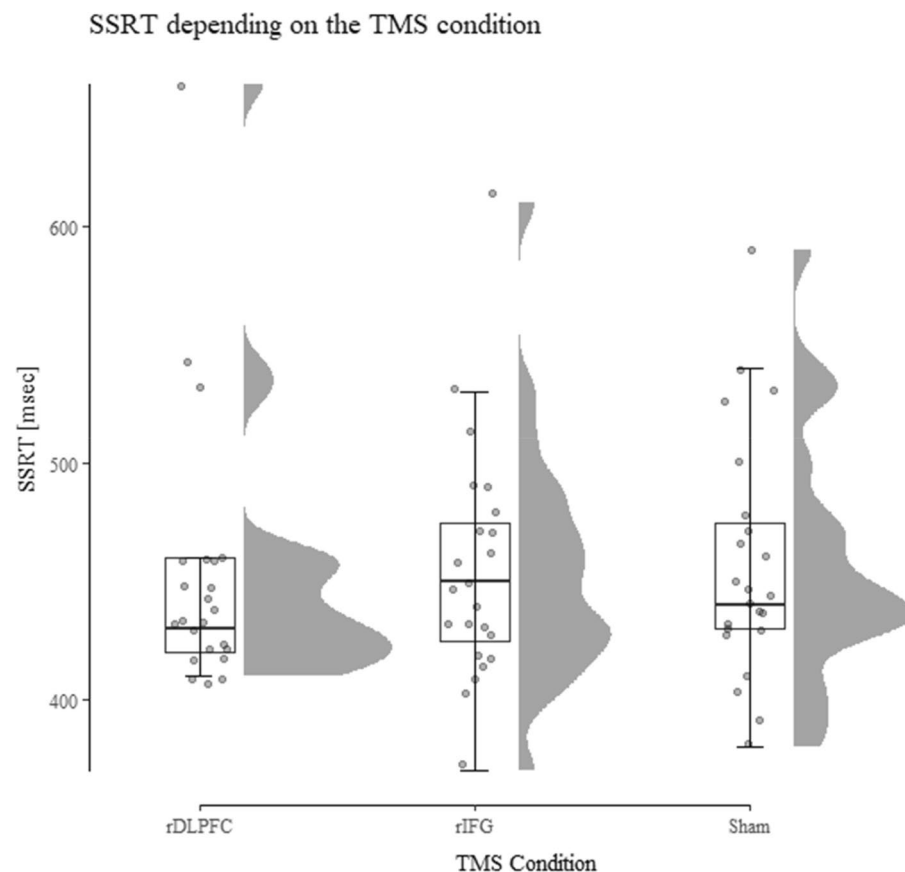 SSRT depending on the TMS condition
600
500
400
SSRT [msec]
rDLPFC
rIFG
Sham
TMS Condition